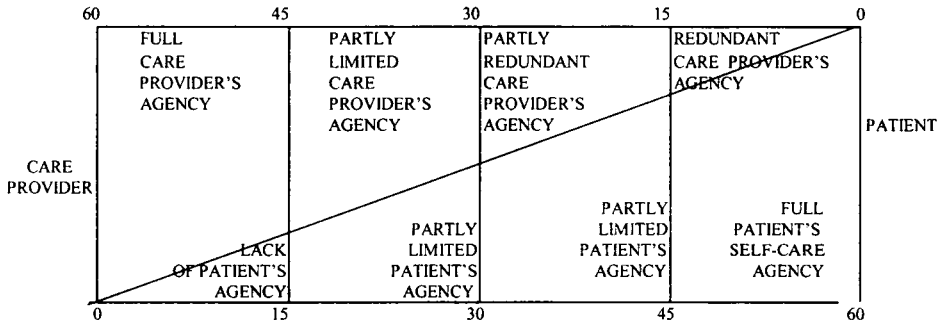 60 45 30 15 0
FULL
CARE
PROVIDER'S
AGENCY
PARTLY
LIMITED
CARE
PROVIDER'S
AGENCY
PARTLY
REDUNDANT
CARE
PROVIDER'S
AGENCY
REDUNDANT
CARE PROVIDER'S
AGENCY
CARE
PROVIDER
PATIENT
LACK
OF PATIENT'S
AGENCY
PARTLY
LIMITED
PATIENT'S
AGENCY
PARTLY
LIMITED
PATIENT'S
AGENCY
FULL
PATIENT'S
SELF-CARE
AGENCY
0 15 30 45 60